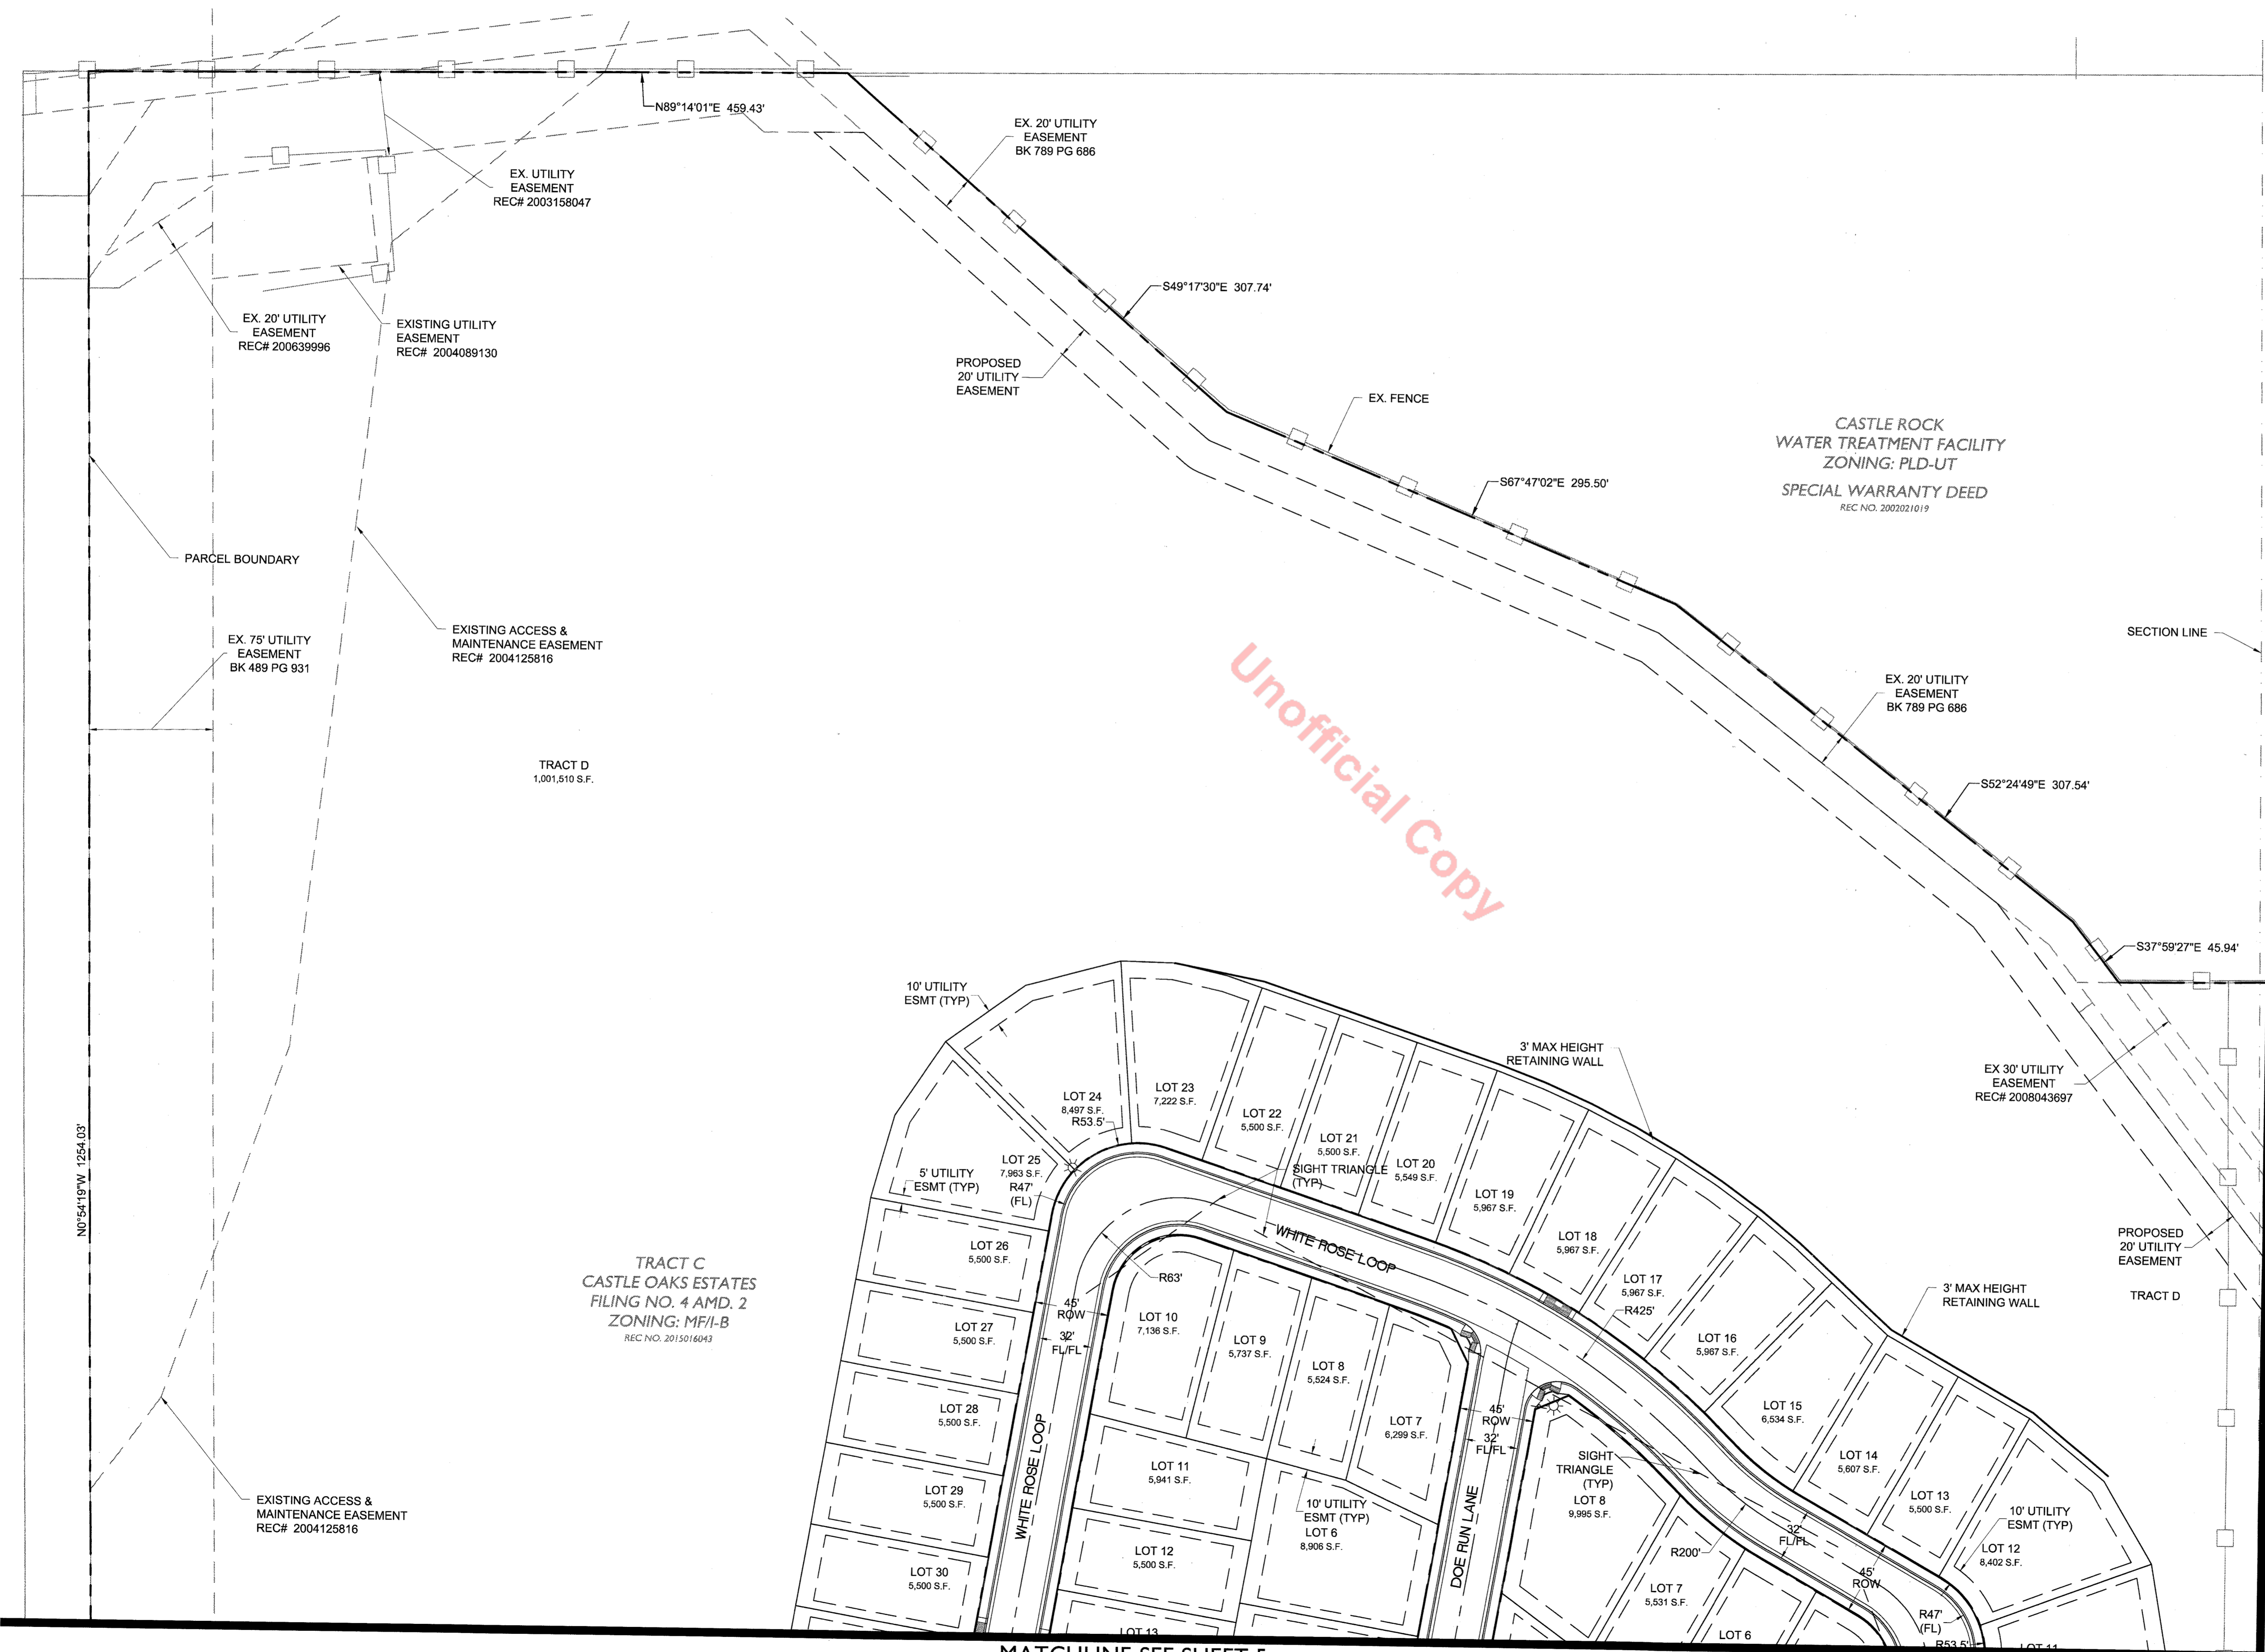 N89°14'01"E 459.43'
EX. 20' UTILITY
EASEMENT
BK 789 PG 686
EX. UTILITY
EASEMENT
REC# 2003158047
S49°17'30"E 307.74'
EX. 20' UTILITY
EASEMENT
REC# 200639996
EXISTING UTILITY
EASEMENT
REC# 2004089130
PROPOSED
20' UTILITY
EASEMENT
EX. FENCE
CASTLE ROCK
WATER TREATMENT FACILITY
ZONING: PLD-UT
SPECIAL WARRANTY DEED
REC NO. 2002021019
S67°47'02"E 295.50'
PARCEL BOUNDARY
EX. 75' UTILITY
EASEMENT
BK 489 PG 931
EXISTING ACCESS &
MAINTENANCE EASEMENT
REC# 2004125816
SECTION LINE
EX. 20' UTILITY
EASEMENT
BK 789 PG 686
Unofficial Copy
TRACT D
1,001,510 S.F.
S52°24'49"E 307.54'
S37°59'27"E 45.94'
10' UTILITY
ESMT (TYP)
3' MAX HEIGHT
RETAINING WALL
EX 30' UTILITY
EASEMENT
REC# 2008043697
N0°54'19"W 1254.03'
LOT 24
8,497 S.F.
R53.5'
LOT 23
7,222 S.F.
LOT 22
5,500 S.F.
LOT 21
5,500 S.F.
LOT 20
5,549 S.F.
LOT 19
5,967 S.F.
LOT 18
5,967 S.F.
LOT 17
5,967 S.F.
LOT 16
5,967 S.F.
LOT 15
6,534 S.F.
LOT 14
5,607 S.F.
LOT 13
5,500 S.F.
10' UTILITY
ESMT (TYP)
LOT 12
8,402 S.F.
LOT 25
7,963 S.F.
R47'
(FL)
5' UTILITY
ESMT (TYP)
SIGHT TRIANGLE
(TYP)
WHITE ROSE LOOP
R63'
R425'
PROPOSED
20' UTILITY
EASEMENT
TRACT D
3' MAX HEIGHT
RETAINING WALL
TRACT C
CASTLE OAKS ESTATES
FILING NO. 4 AMD. 2
ZONING: MF/I-B
REC NO. 2015016043
LOT 26
5,500 S.F.
LOT 27
5,500 S.F.
LOT 28
5,500 S.F.
LOT 29
5,500 S.F.
LOT 30
5,500 S.F.
45'
ROW
32'
FL/FL
WHITE ROSE LOOP
LOT 10
7,136 S.F.
LOT 9
5,737 S.F.
LOT 8
5,524 S.F.
LOT 7
6,299 S.F.
LOT 11
5,941 S.F.
LOT 12
5,500 S.F.
LOT 13
10' UTILITY
ESMT (TYP)
LOT 6
8,906 S.F.
45'
ROW
32'
FL/FL
DOE RUN LANE
SIGHT
TRIANGLE
(TYP)
LOT 8
9,995 S.F.
LOT 7
5,531 S.F.
LOT 6
R200'
32'
FL/FL
45'
ROW
R47'
(FL)
R53.5'
LOT 11
EXISTING ACCESS &
MAINTENANCE EASEMENT
REC# 2004125816
MATCHLINE SEE SHEET 5